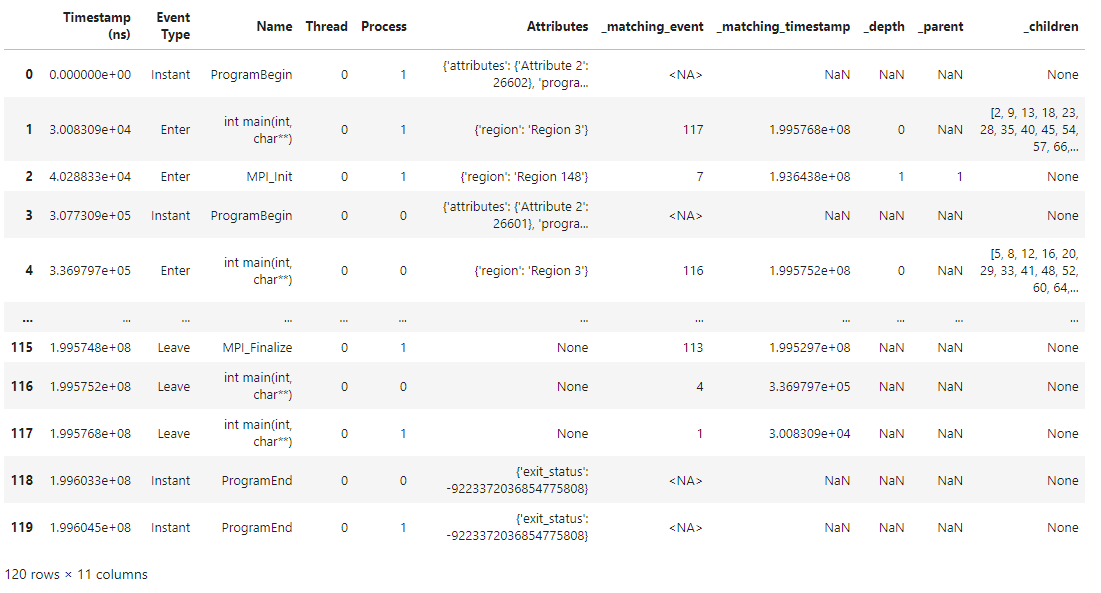 Timestamp (ns) Event Type Name Thread Process Attributes _matching_event _matching_timestamp _depth _parent _children
0 0.000000e+00 Instant ProgramBegin 0 1 {'attributes': {'Attribute 2': 26602}, 'progra... <NA> NaN NaN NaN None
1 3.008309e+04 Enter int main(int, char**) 0 1 {'region': 'Region 3'} 117 1.995768e+08 0 NaN [2, 9, 13, 18, 23, 28, 35, 40, 45, 54, 57, 66,...
2 4.028833e+04 Enter MPI_Init 0 1 {'region': 'Region 148'} 7 1.936438e+08 1 1 None
3 3.077309e+05 Instant ProgramBegin 0 0 {'attributes': {'Attribute 2': 26601}, 'progra... <NA> NaN NaN NaN None
4 3.369797e+05 Enter int main(int, char**) 0 0 {'region': 'Region 3'} 116 1.995752e+08 0 NaN [5, 8, 12, 16, 20, 29, 33, 41, 48, 52, 60, 64,...
... ... ... ... ... ... ... ... ... ... ... ...
115 1.995748e+08 Leave MPI_Finalize 0 1 None 113 1.995297e+08 NaN NaN None
116 1.995752e+08 Leave int main(int, char**) 0 0 None 4 3.369797e+05 NaN NaN None
117 1.995768e+08 Leave int main(int, char**) 0 1 None 1 3.008309e+04 NaN NaN None
118 1.996033e+08 Instant ProgramEnd 0 0 {'exit_status': -9223372036854775808} <NA> NaN NaN NaN None
119 1.996045e+08 Instant ProgramEnd 0 1 {'exit_status': -9223372036854775808} <NA> NaN NaN NaN None
120 rows × 11 columns